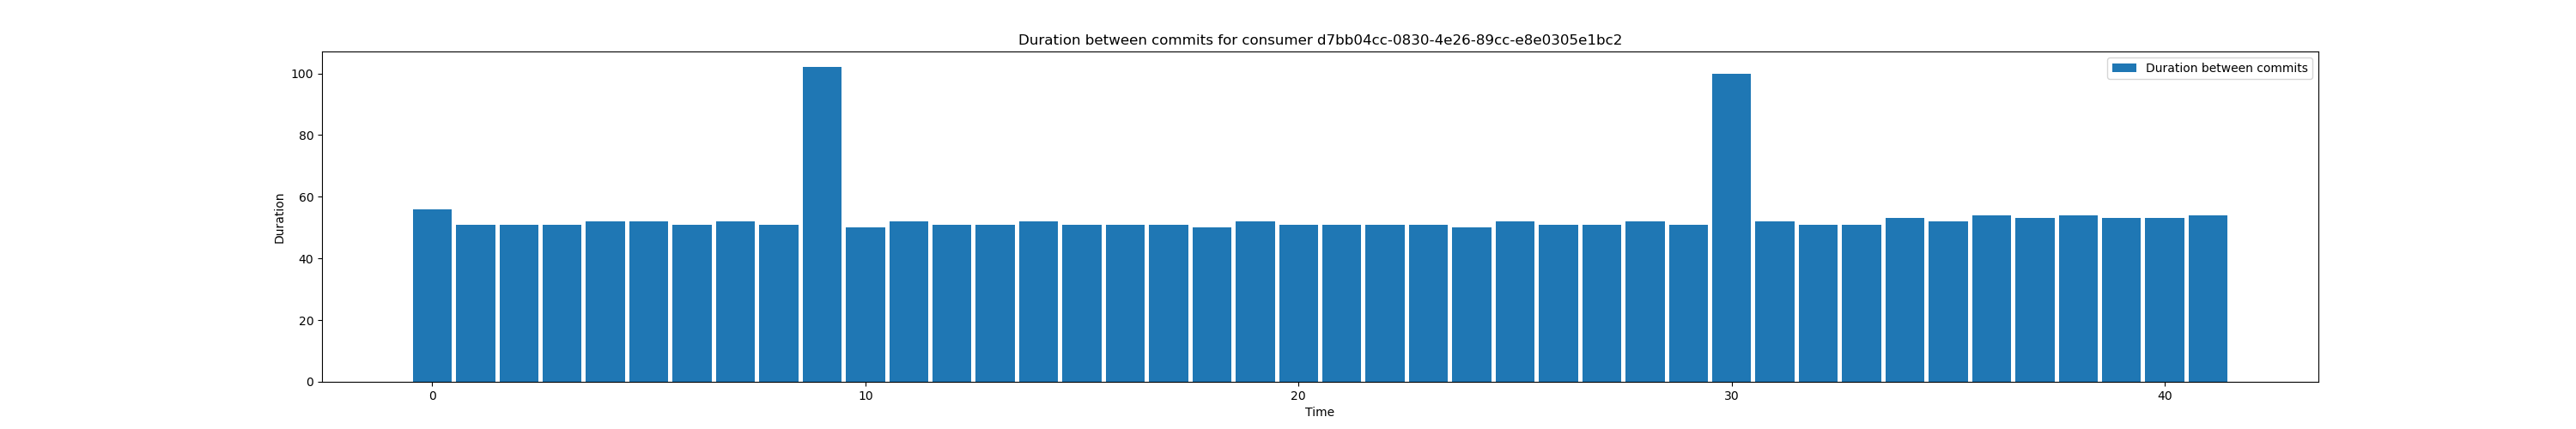 Duration between commits for consumer d7bb04cc-0830-4e26-89cc-e8e0305e1bc2
Duration between commits
100
80
60
40
20
0
Duration
0 10 20 30 40
Time